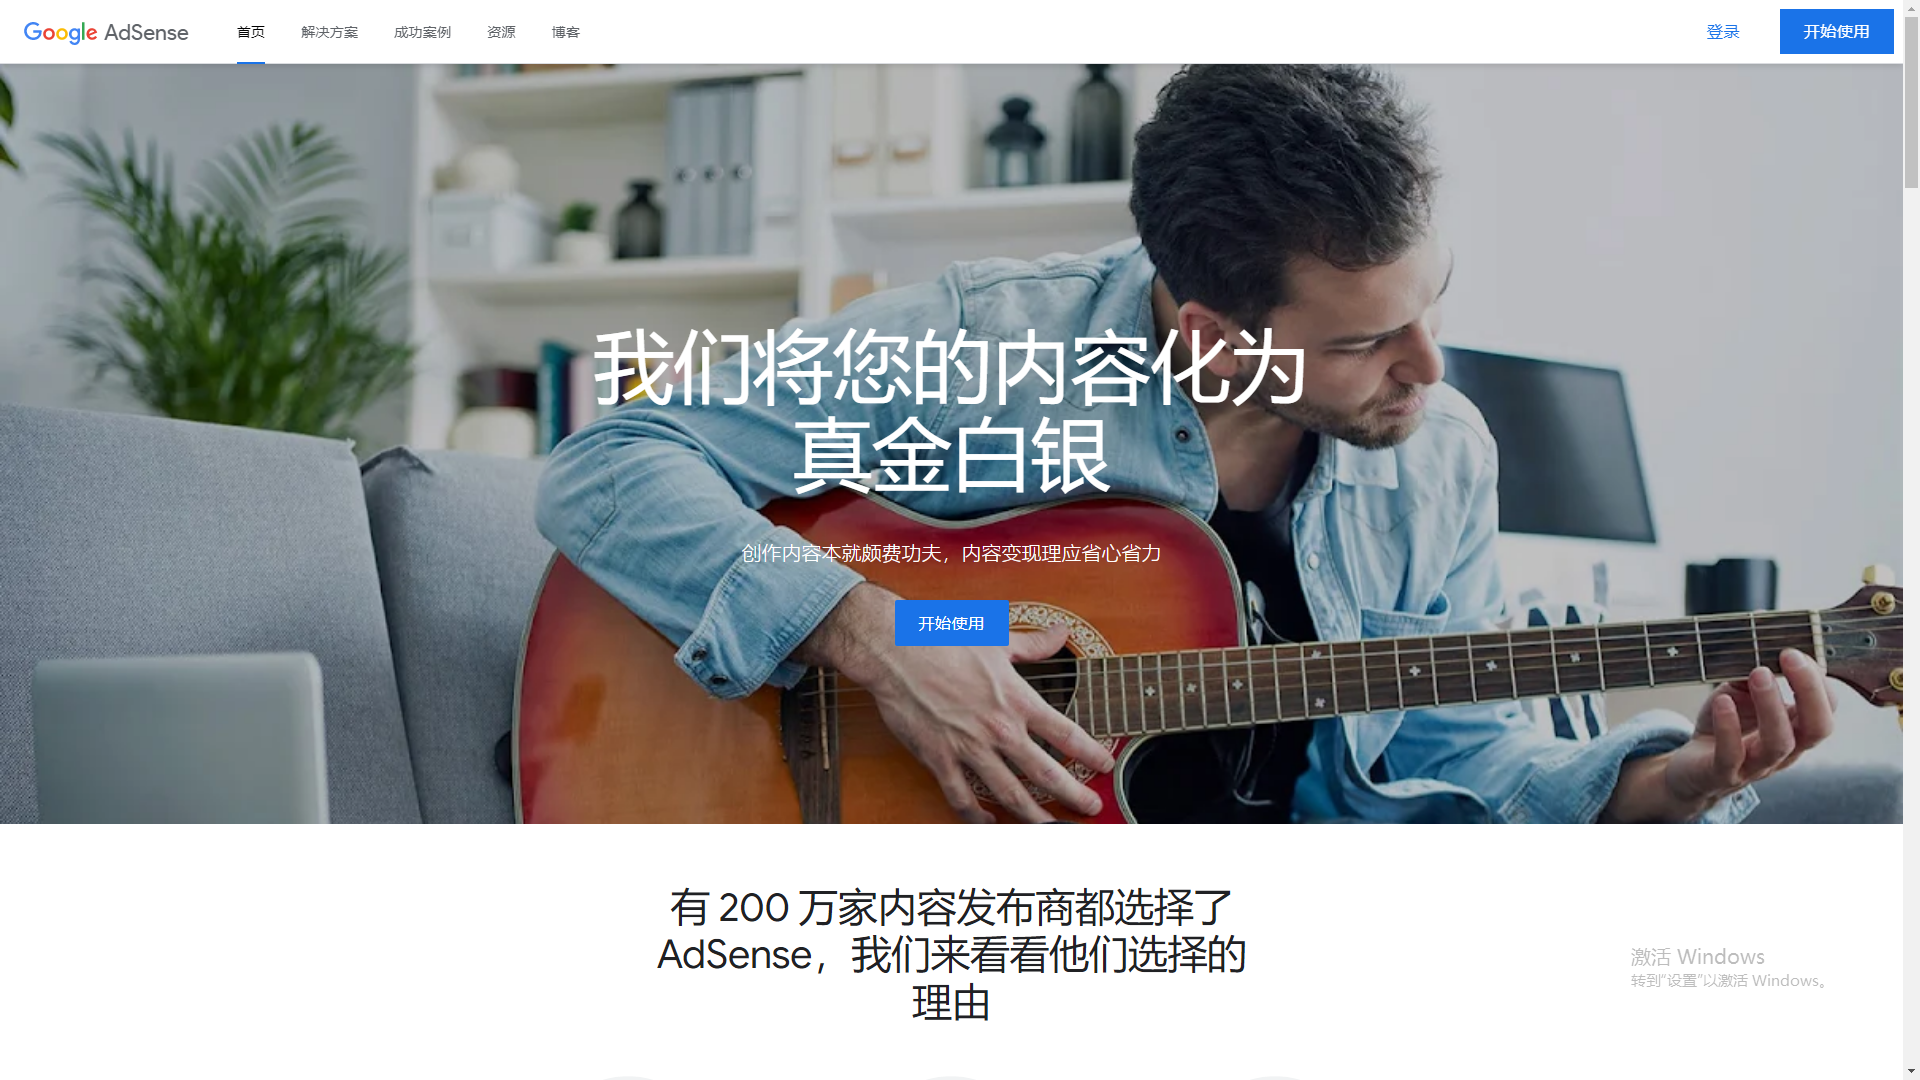 Google AdSense
首页
解决方案
成功案例
资源
博客
登录
开始使用
我们将您的内容化为
真金白银
创作内容本就颇费功夫，内容变现理应省心省力
开始使用
有 200 万家内容发布商都选择了
AdSense，我们来看看他们选择的
理由
激活 Windows
转到“设置”以激活 Windows。